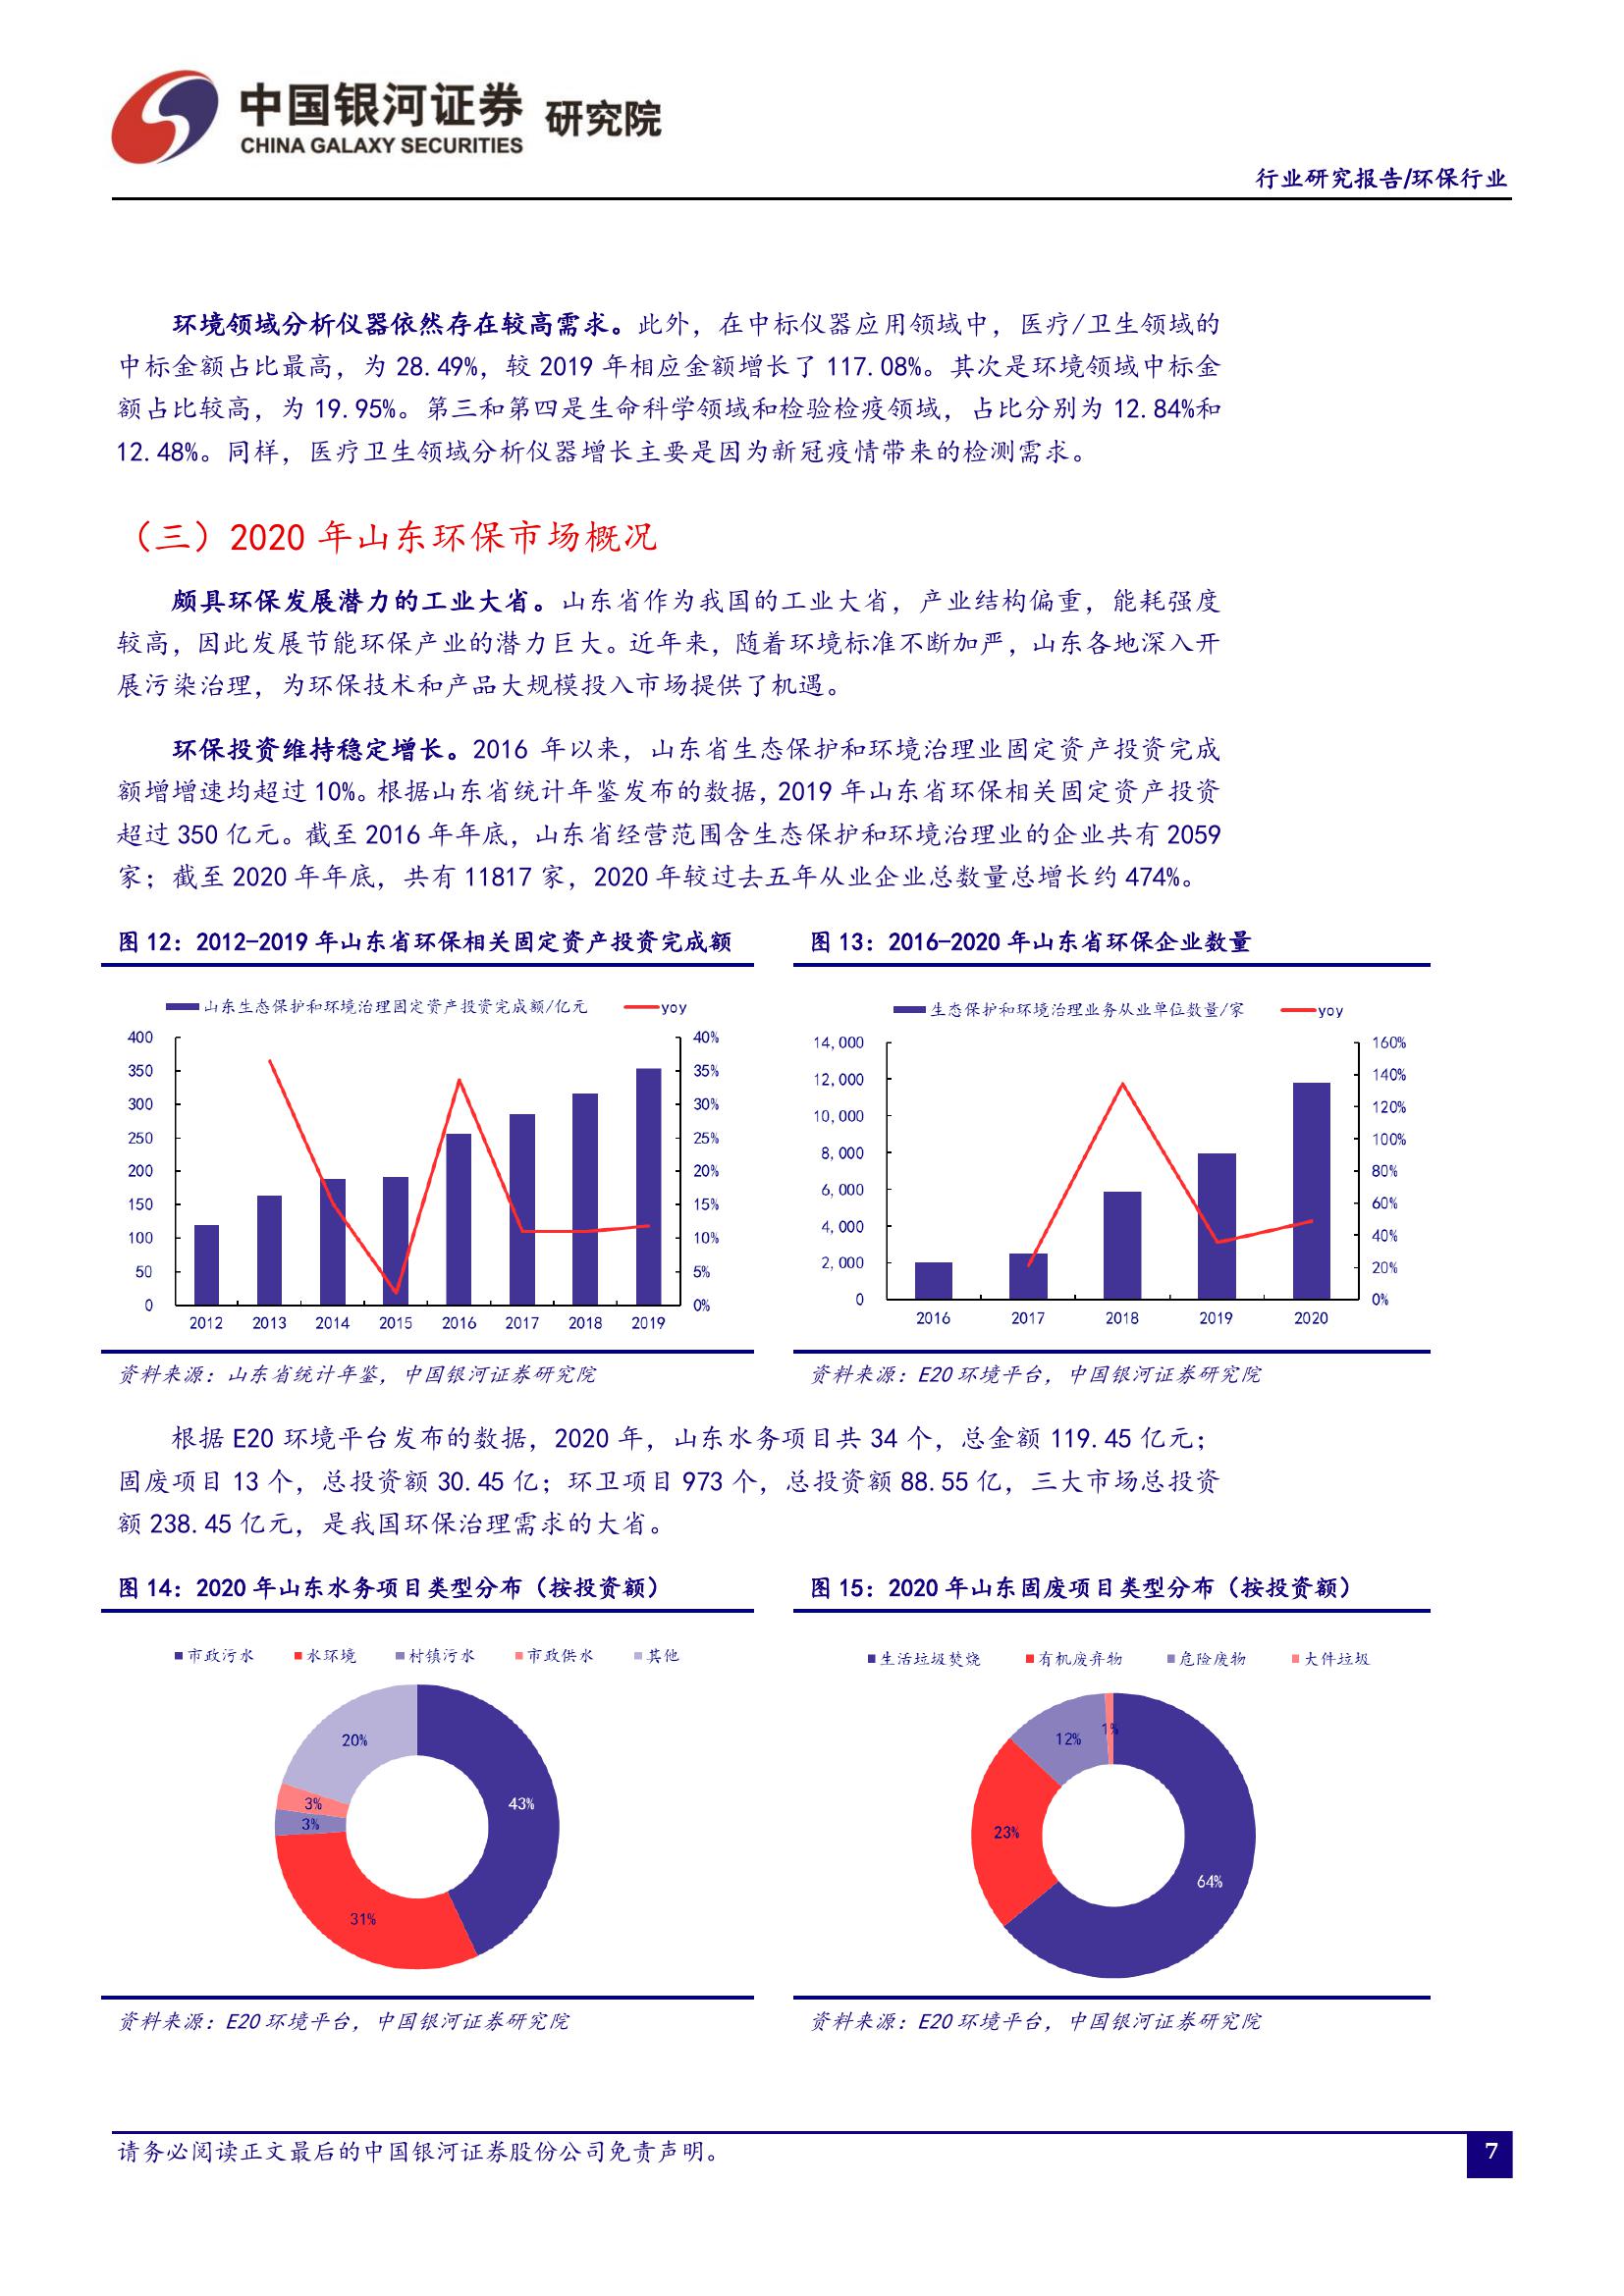 中国银河证券 研究院
CHINA GALAXY SECURITIES
行业研究报告/环保行业
环境领域分析仪器依然存在较高需求。此外，在中标仪器应用领域中，医疗/卫生领域的
中标金额占比最高，为 28.49%，较 2019 年相应金额增长了 117.08%。其次是环境领域中标金
额占比较高，为 19.95%。第三和第四是生命科学领域和检验检疫领域，占比分别为 12.84%和
12.48%。同样，医疗卫生领域分析仪器增长主要是因为新冠疫情带来的检测需求。
（三）2020 年山东环保市场概况
颇具环保发展潜力的工业大省。山东省作为我国的工业大省，产业结构偏重，能耗强度
较高，因此发展节能环保产业的潜力巨大。近年来，随着环境标准不断加严，山东各地深入开
展污染治理，为环保技术和产品大规模投入市场提供了机遇。
环保投资维持稳定增长。2016 年以来，山东省生态保护和环境治理业固定资产投资完成
额增增速均超过 10%。根据山东省统计年鉴发布的数据，2019 年山东省环保相关固定资产投资
超过 350 亿元。截至 2016 年年底，山东省经营范围含生态保护和环境治理业的企业共有 2059
家；截至 2020 年年底，共有 11817 家，2020 年较过去五年从业企业总数量总增长约 474%。
图 12：2012-2019 年山东省环保相关固定资产投资完成额
山东生态保护和环境治理固定资产投资完成额/亿元 yoy
400 40%
350 35%
300 30%
250 25%
200 20%
150 15%
100 10%
50 5%
0 0%
2012 2013 2014 2015 2016 2017 2018 2019
资料来源：山东省统计年鉴，中国银河证券研究院
图 13：2016-2020 年山东省环保企业数量
生态保护和环境治理业务从业单位数量/家 yoy
14,000 160%
12,000 140%
10,000 120%
8,000 100%
6,000 80%
4,000 60%
2,000 40%
0 20%
0%
2016 2017 2018 2019 2020
资料来源：E20 环境平台，中国银河证券研究院
根据 E20 环境平台发布的数据，2020 年，山东水务项目共 34 个，总金额 119.45 亿元；
固废项目 13 个，总投资额 30.45 亿；环卫项目 973 个，总投资额 88.55 亿，三大市场总投资
额 238.45 亿元，是我国环保治理需求的大省。
图 14：2020 年山东水务项目类型分布（按投资额）
市政污水 水环境 村镇污水 市政供水 其他
20%
43%
3%
3%
31%
资料来源：E20 环境平台，中国银河证券研究院
图 15：2020 年山东固废项目类型分布（按投资额）
生活垃圾焚烧 有机废弃物 危险废物 大件垃圾
1%
12%
23%
64%
资料来源：E20 环境平台，中国银河证券研究院
请务必阅读正文最后的中国银河证券股份公司免责声明。
7